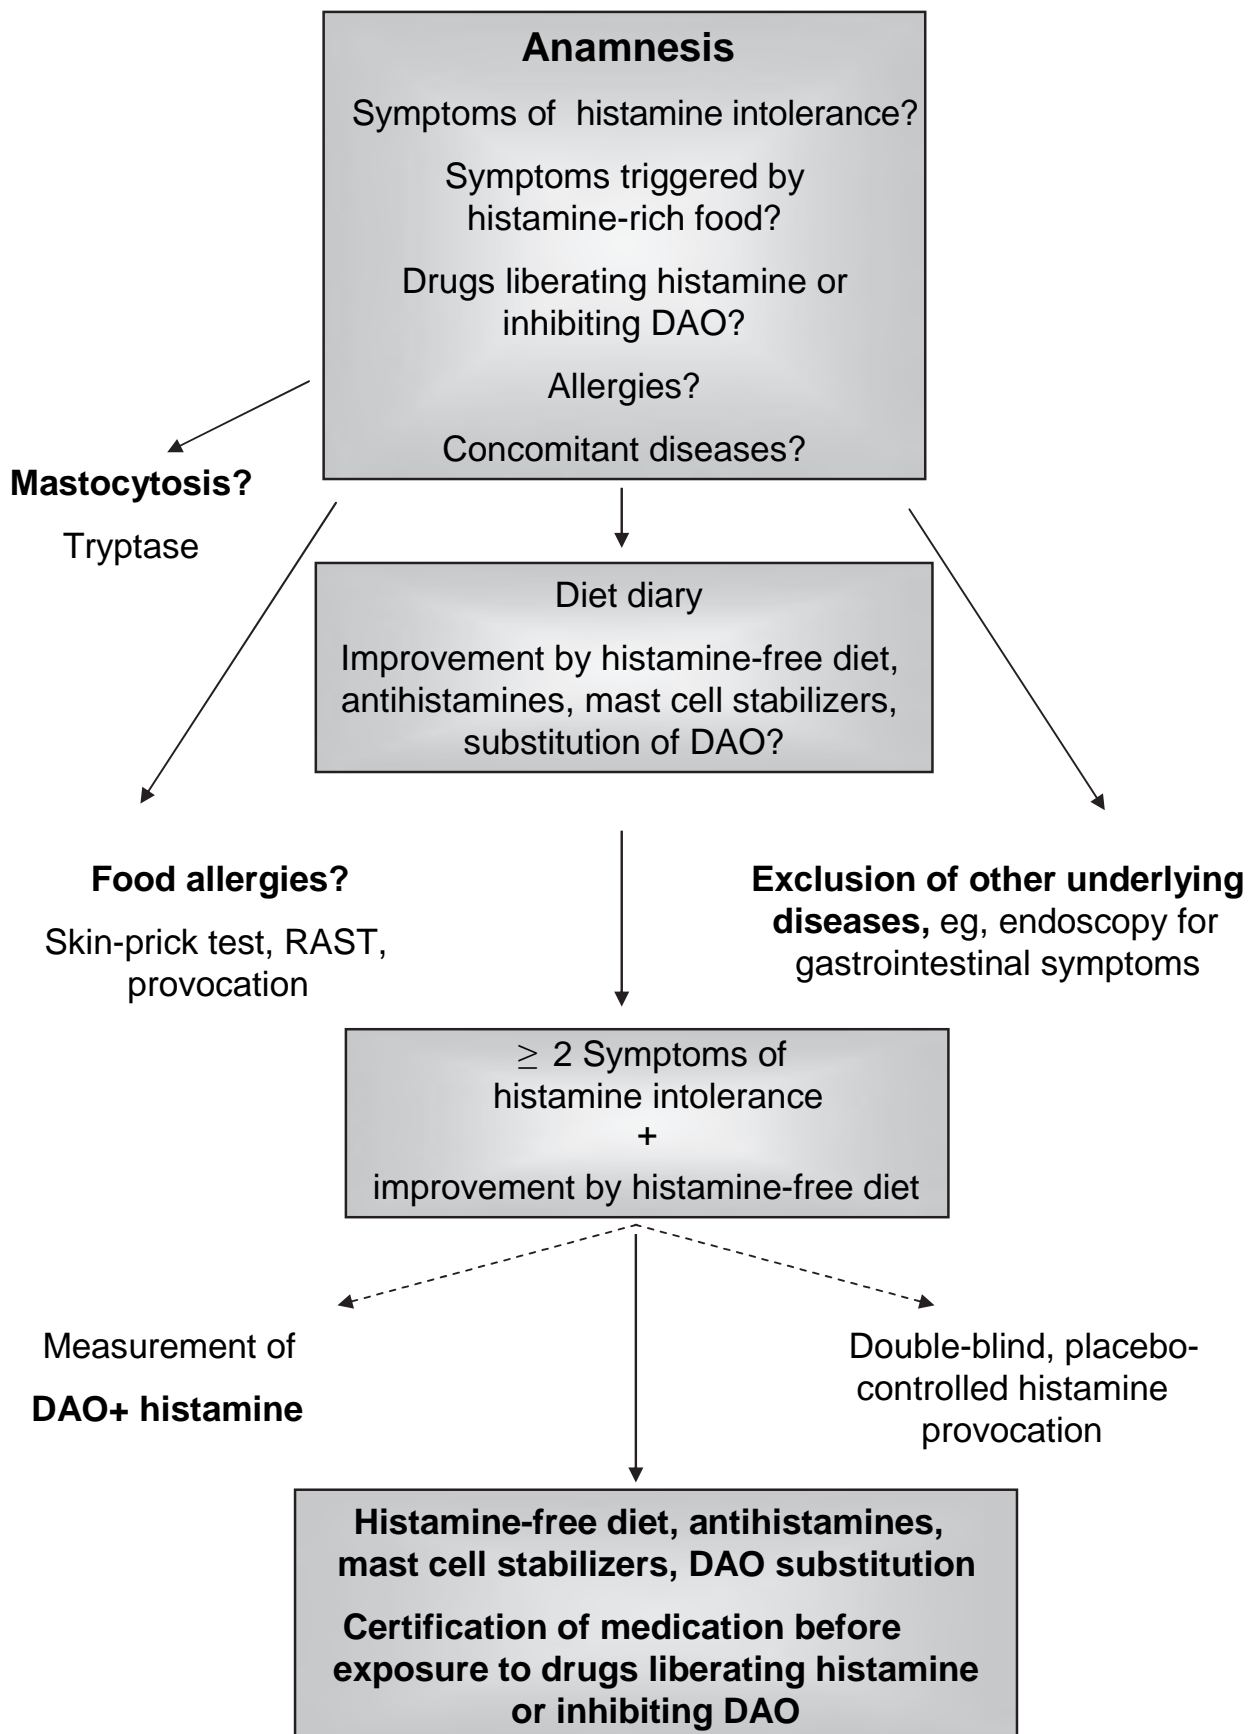 Anamnesis
Symptoms of histamine intolerance?
Symptoms triggered by
histamine-rich food?
Drugs liberating histamine or
inhibiting DAO?
Allergies?
Concomitant diseases?
Mastocytosis?
Tryptase
Diet diary
Improvement by histamine-free diet,
antihistamines, mast cell stabilizers,
substitution of DAO?
Food allergies?
Skin-prick test, RAST,
provocation
Exclusion of other underlying
diseases, eg, endoscopy for
gastrointestinal symptoms
≥ 2 Symptoms of
histamine intolerance
+
improvement by histamine-free diet
Measurement of
DAO+ histamine
Double-blind, placebo-
controlled histamine
provocation
Histamine-free diet, antihistamines,
mast cell stabilizers, DAO substitution
Certification of medication before
exposure to drugs liberating histamine
or inhibiting DAO